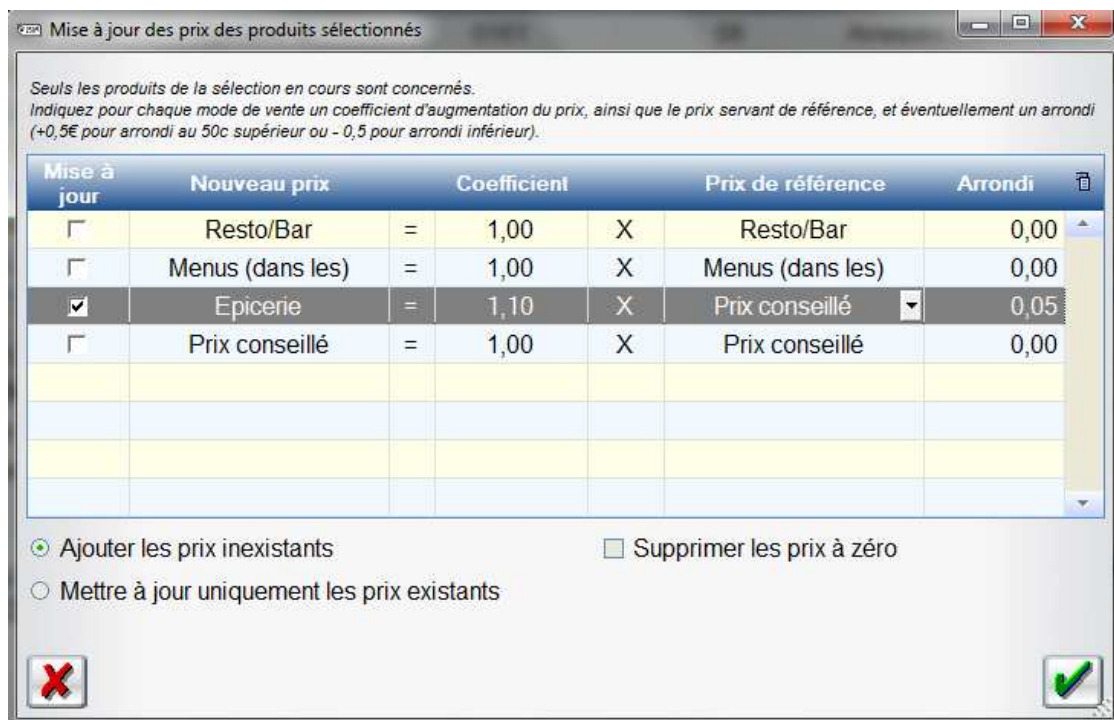 Mise à jour des prix des produits sélectionnés
Seuls les produits de la sélection en cours sont concernés.
Indiquez pour chaque mode de vente un coefficient d'augmentation du prix, ainsi que le prix servant de référence, et éventuellement un arrondi
(+0,5€ pour arrondi au 50c supérieur ou - 0,5 pour arrondi inférieur).
Mise à jour Nouveau prix Coefficient Prix de référence Arrondi
Resto/Bar = 1,00 X Resto/Bar 0,00
Menus (dans les) = 1,00 X Menus (dans les) 0,00
Epicerie = 1,10 X Prix conseillé 0,05
Prix conseillé = 1,00 X Prix conseillé 0,00
Ajouter les prix inexistants Supprimer les prix à zéro
Mettre à jour uniquement les prix existants